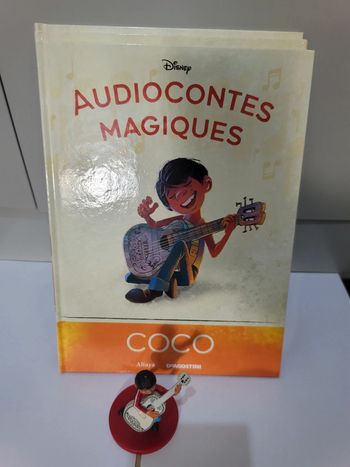 Disney
AUDIOCONTES
MAGIQUES
COCO
Altaya DEAGOSTINI